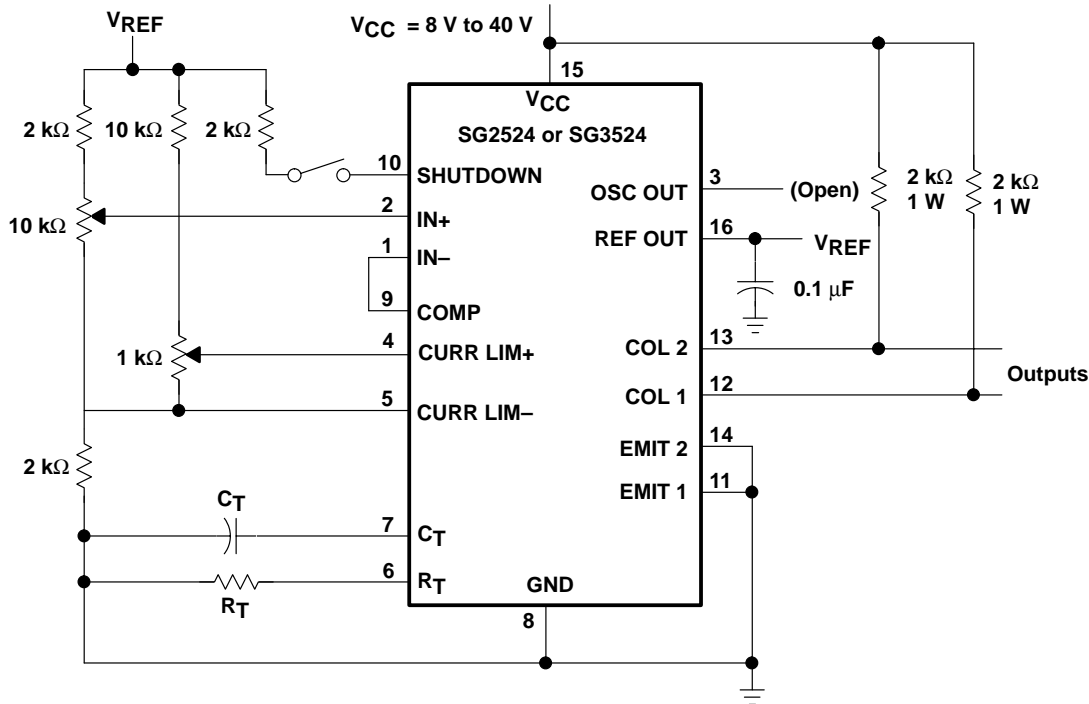 VREF
VCC = 8 V to 40 V
15
VCC
SG2524 or SG3524
2 kΩ
10 kΩ
2 kΩ
10
SHUTDOWN
3
OSC OUT
(Open)
2 kΩ
1 W
2 kΩ
1 W
10 kΩ
2
IN+
16
REF OUT
VREF
1
IN–
0.1 μF
9
COMP
1 kΩ
4
CURR LIM+
13
COL 2
Outputs
12
COL 1
5
CURR LIM–
14
EMIT 2
2 kΩ
11
EMIT 1
CT
7
CT
6
RT
RT
GND
8